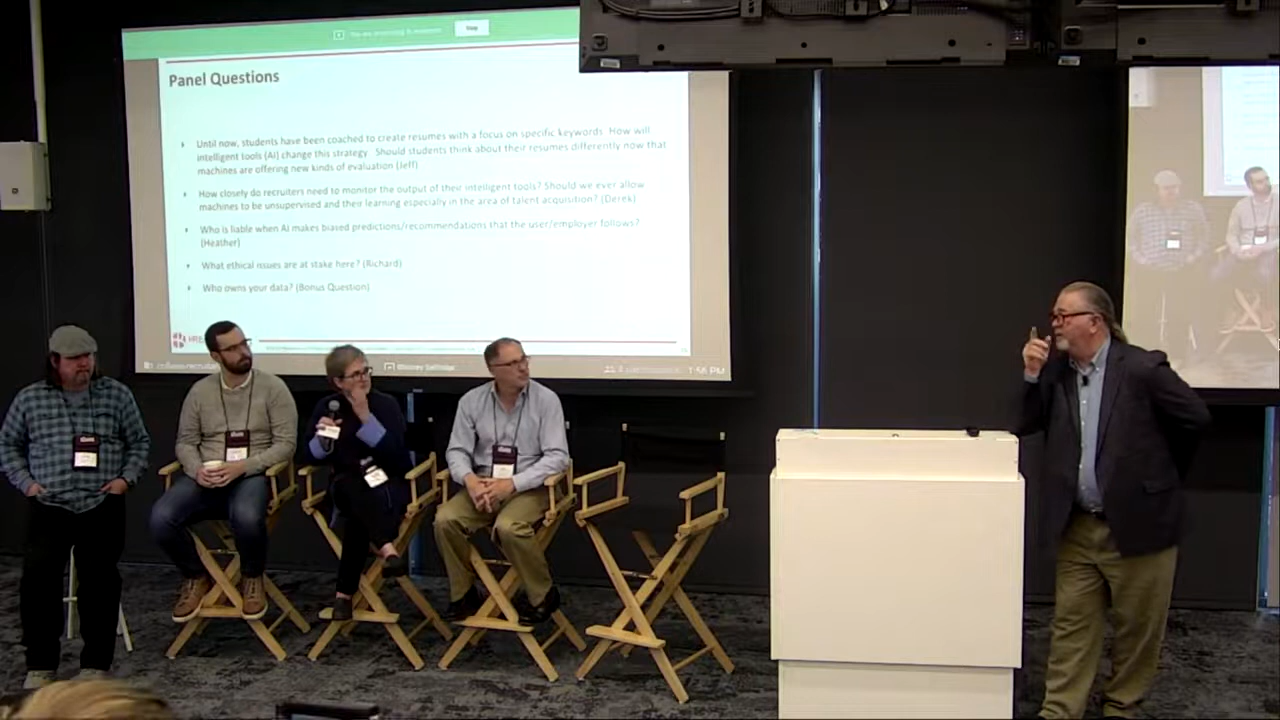 Stop
Panel Questions
Until now, students have been coached to create resumes with a focus on specific keywords. How will
intelligent tools (AI) change this strategy. Should students think about their resumes differently now that
machines are offering new kinds of evaluation (Jeff)
How closely do recruiters need to monitor the output of their intelligent tools? Should we ever allow
machines to be unsupervised and their learning especially in the area of talent acquisition? (Derek)
Who is liable when AI makes biased predictions/recommendations that the user/employer follows?
(Heather)
What ethical issues are at stake here? (Richard)
Who owns your data? (Bonus Question)
1:56 PM